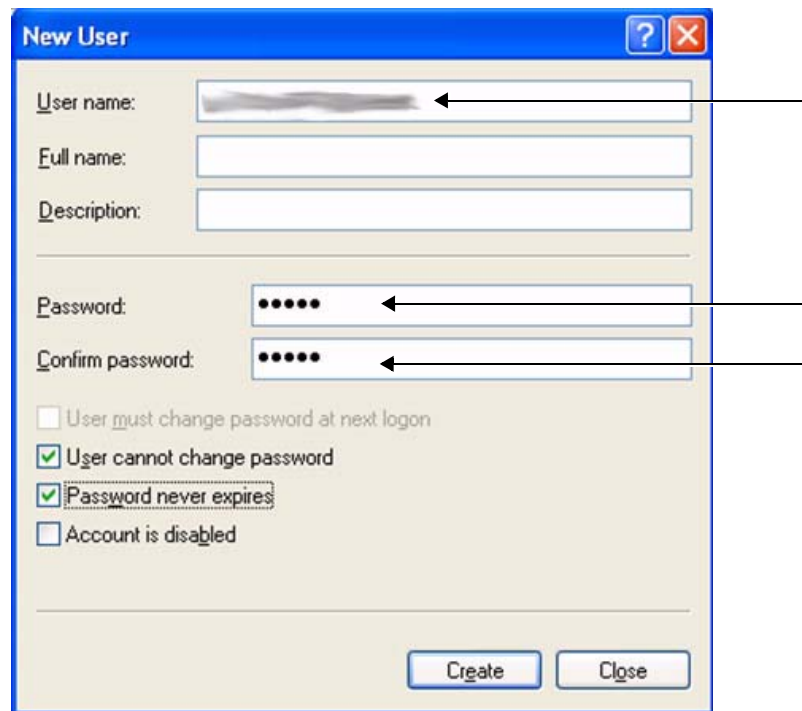 New User
User name:
Full name:
Description:
Password: •••••
Confirm password: •••••
User must change password at next logon
User cannot change password
Password never expires
Account is disabled
Create Close